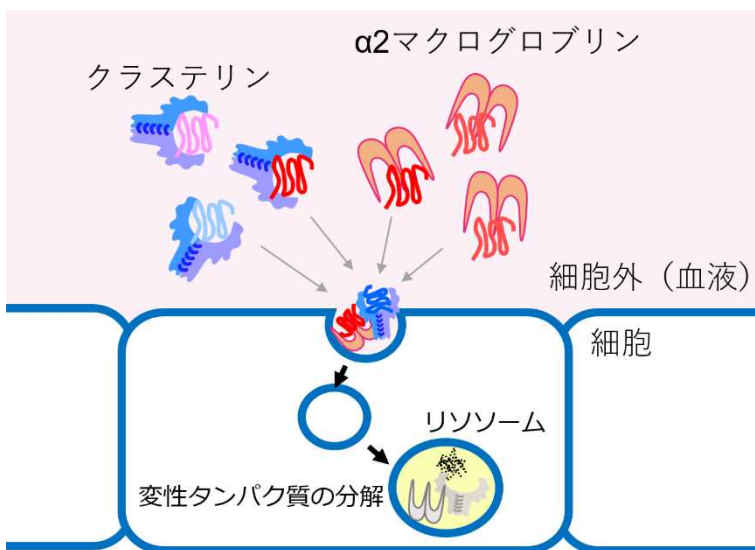 α2マクログロブリン
クラステリン
細胞外（血液）
細胞
リソソーム
変性タンパク質の分解